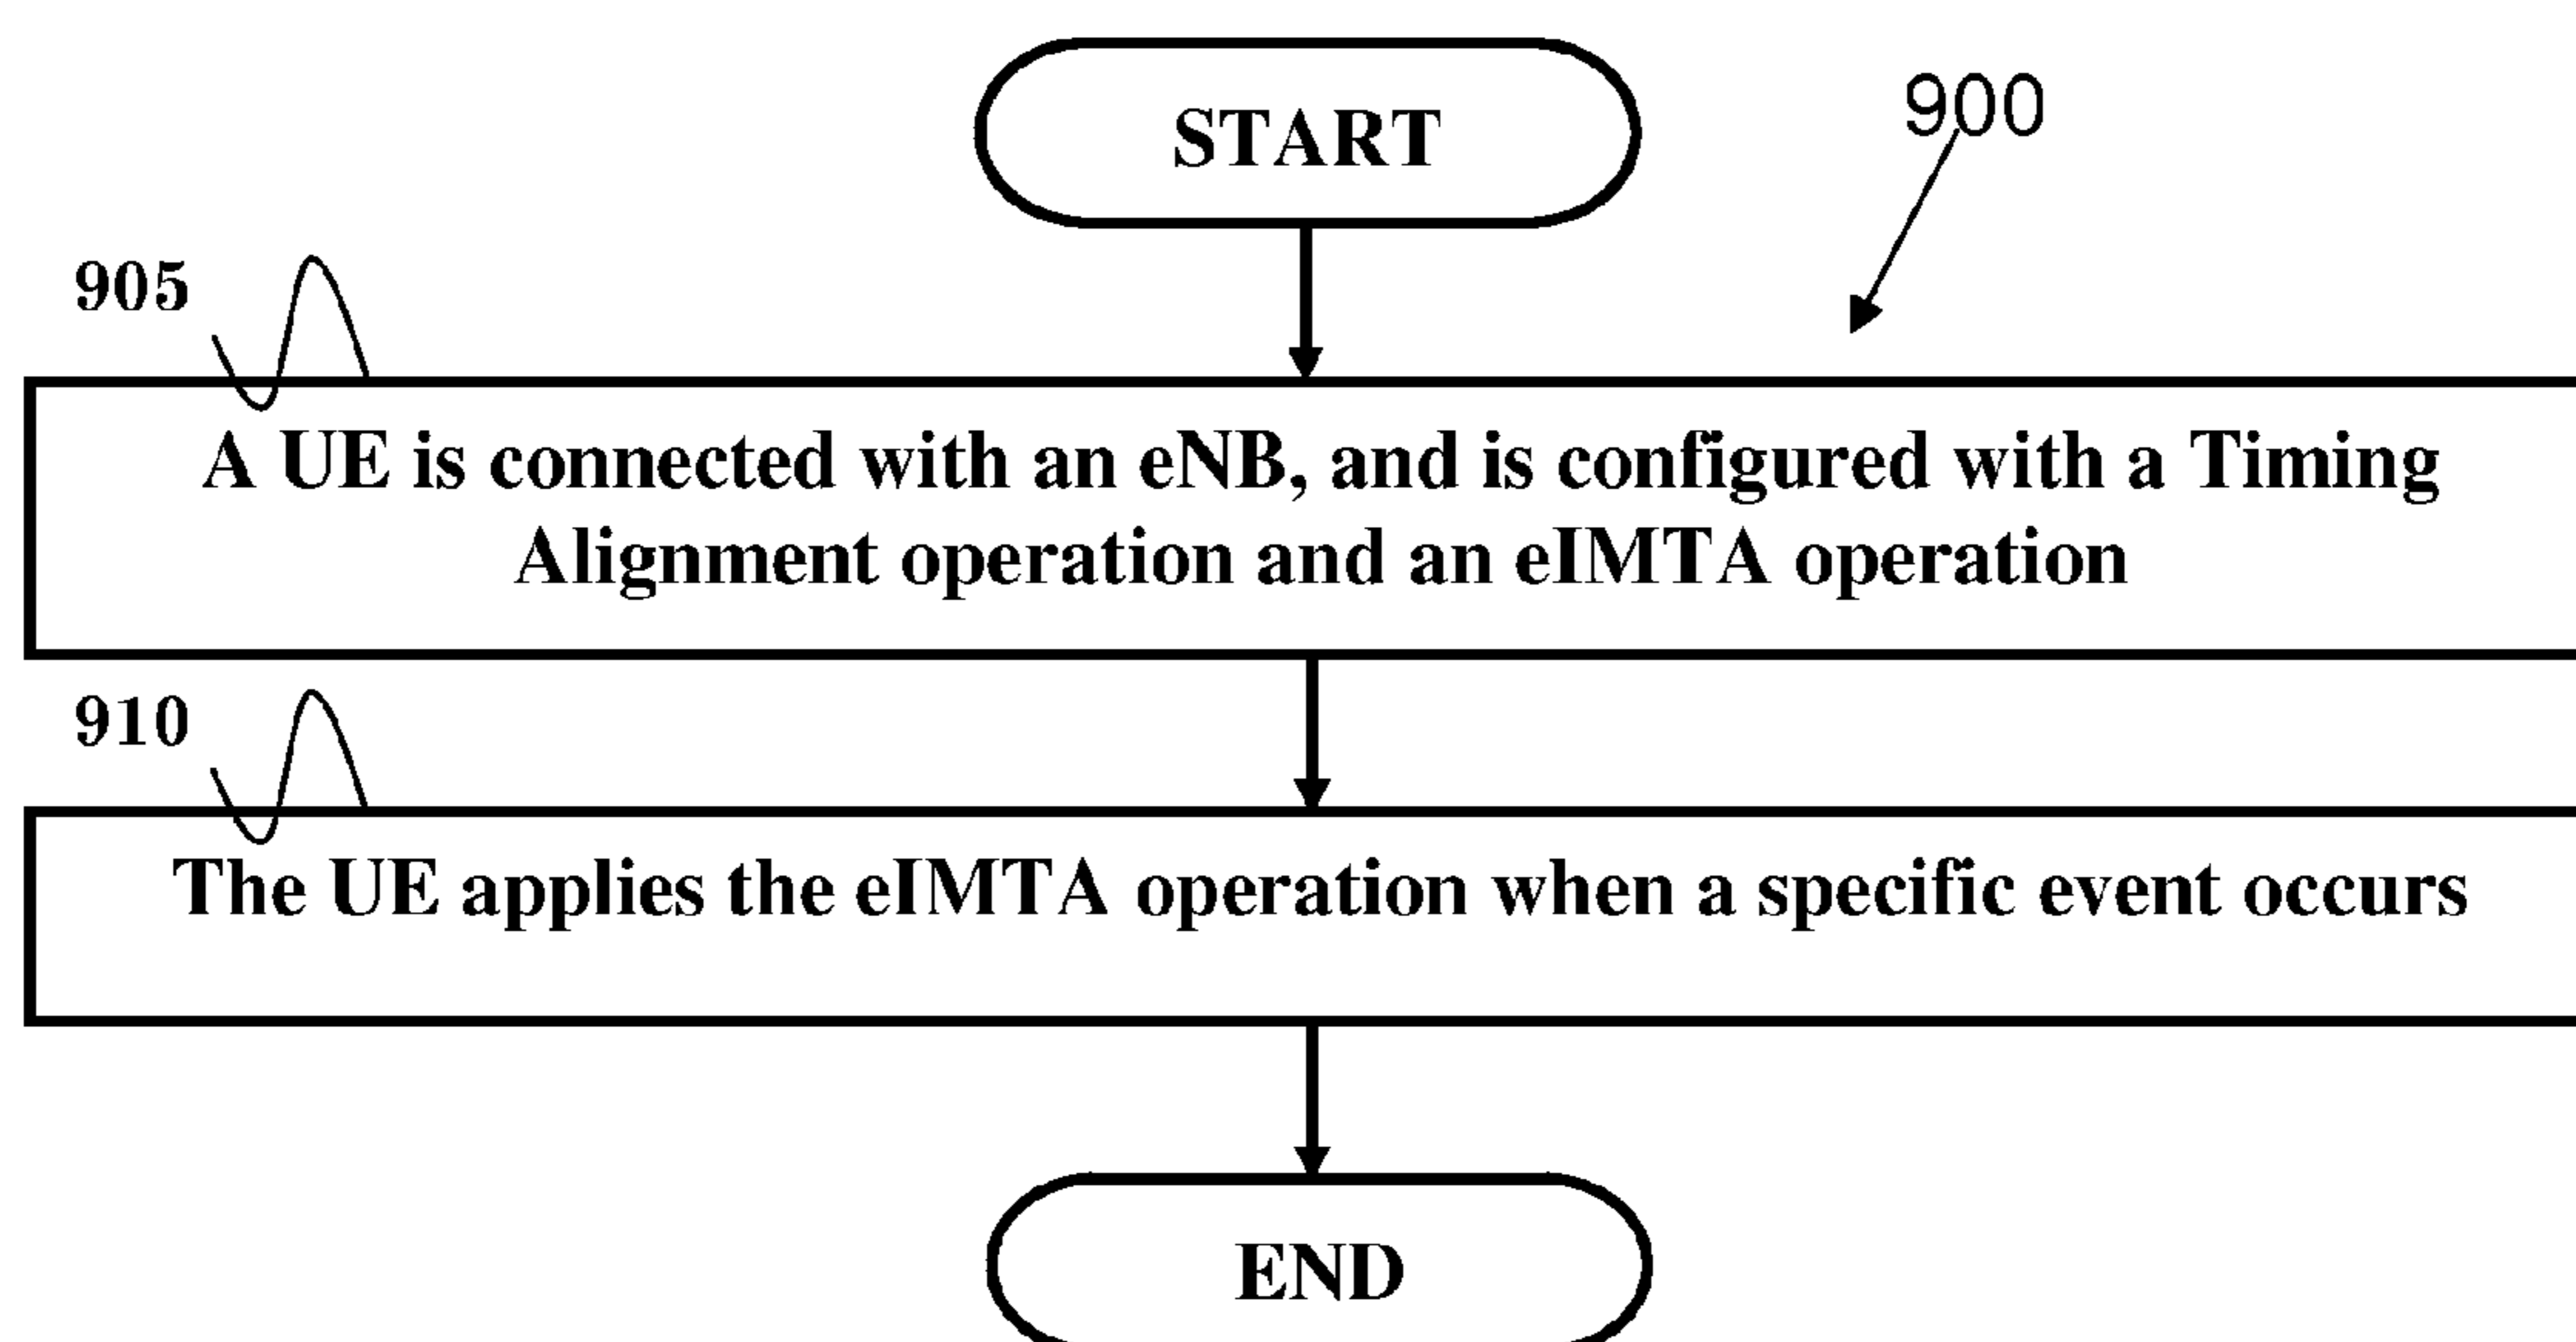 START
900
905
A UE is connected with an eNB, and is configured with a Timing
Alignment operation and an eIMTA operation
910
The UE applies the eIMTA operation when a specific event occurs
END